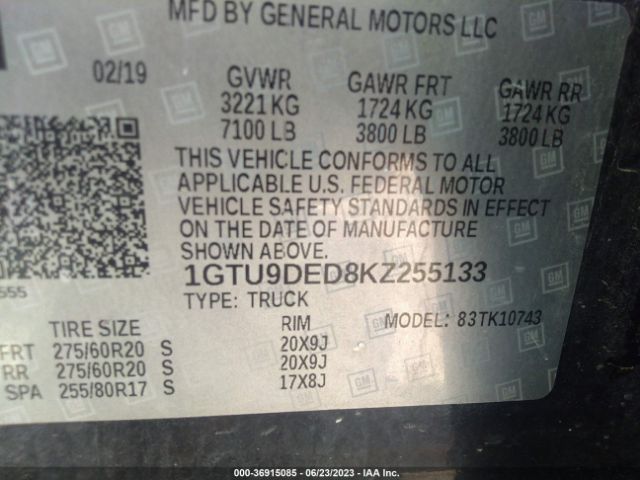 MFD BY GENERAL MOTORS LLC
02/19 GVWR GAWR FRT GAWR RR
3221 KG 1724 KG 1724 KG
7100 LB 3800 LB 3800 LB
THIS VEHICLE CONFORMS TO ALL
APPLICABLE U.S. FEDERAL MOTOR
VEHICLE SAFETY STANDARDS IN EFFECT
ON THE DATE OF MANUFACTURE
SHOWN ABOVE.
1GTU9DED8KZ255133
555
TYPE: TRUCK MODEL: 83TK10743
TIRE SIZE RIM
FRT 275/60R20 S 20X9J
RR 275/60R20 S 20X9J
SPA 255/80R17 S 17X8J
000-36915085 - 06/23/2023 - IAA Inc.